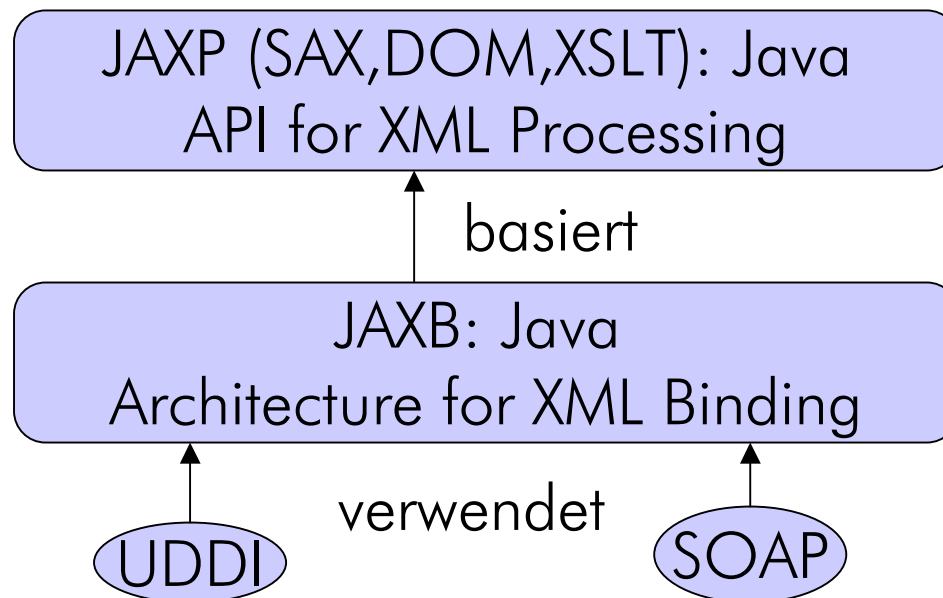 JAXP (SAX,DOM,XSLT): Java
API for XML Processing
basiert
JAXB: Java
Architecture for XML Binding
verwendet
UDDI
SOAP